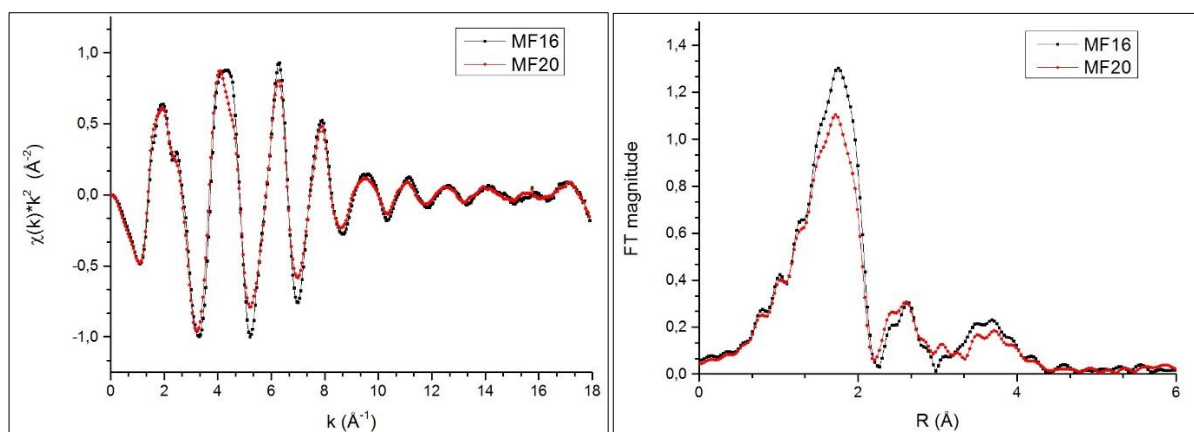 MF16
MF20
χ(k)*k² (Å⁻²)
1,0
0,5
0,0
-0,5
-1,0
0 2 4 6 8 10 12 14 16 18
k (Å⁻¹)
MF16
MF20
FT magnitude
1,4
1,2
1,0
0,8
0,6
0,4
0,2
0,0
0 2 4 6
R (Å)